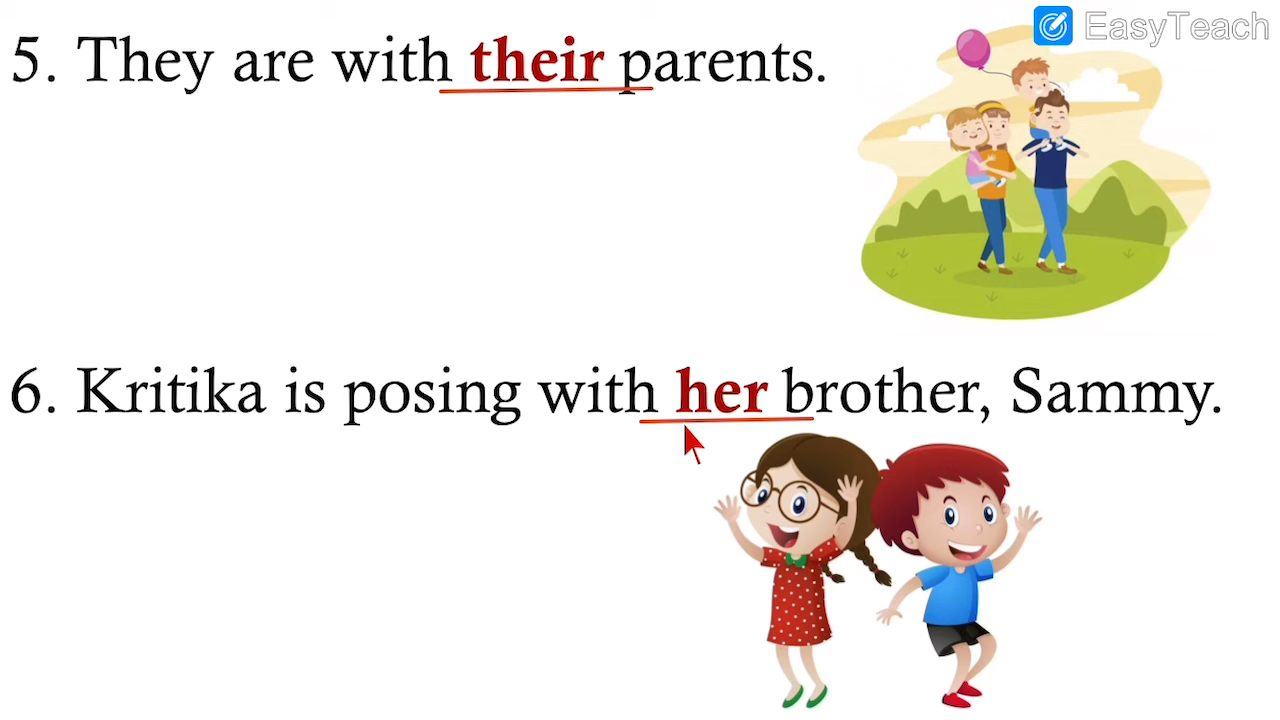 EasyTeach
5. They are with their parents.
6. Kritika is posing with her brother, Sammy.